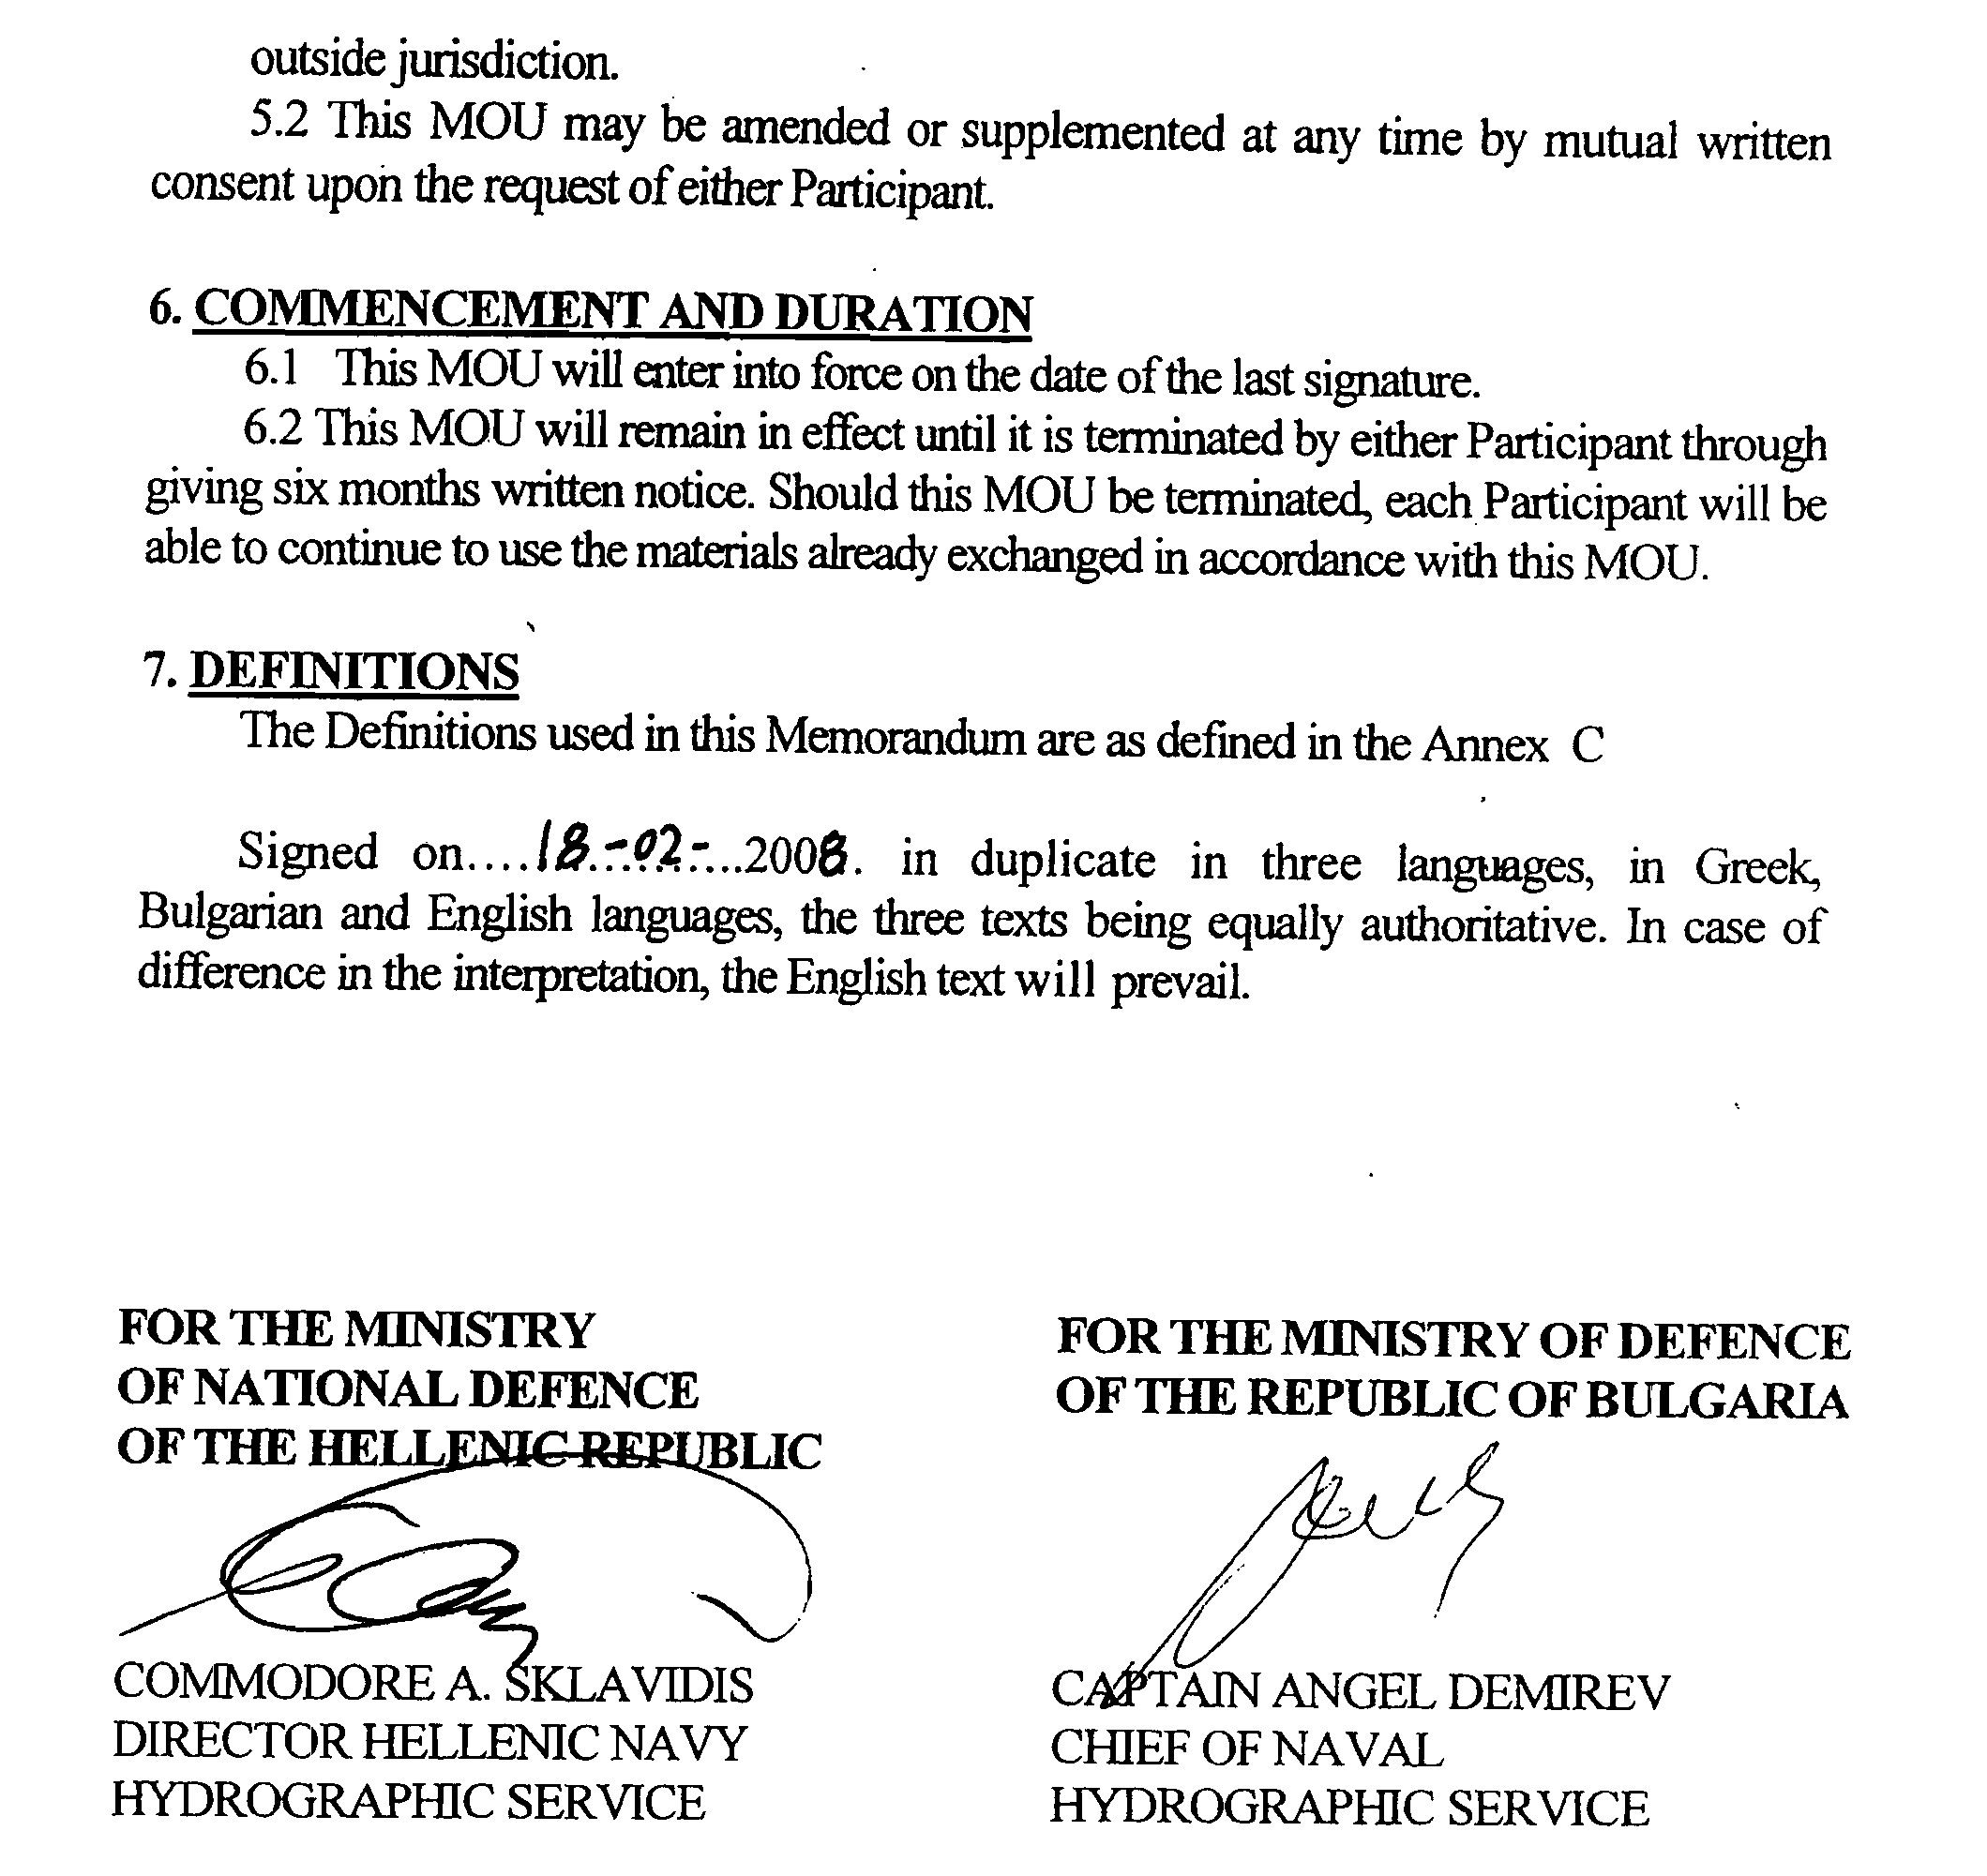 outside jurisdiction.
5.2 This MOU may be amended or supplemented at any time by mutual written
consent upon the request of either Participant.
6. COMMENCEMENT AND DURATION
6.1 This MOU will enter into force on the date of the last signature.
6.2 This MOU will remain in effect until it is terminated by either Participant through
giving six months written notice. Should this MOU be terminated, each Participant will be
able to continue to use the materials already exchanged in accordance with this MOU.
7. DEFINITIONS
The Definitions used in this Memorandum are as defined in the Annex C
Signed on....18.-02-...2008. in duplicate in three languages, in Greek,
Bulgarian and English languages, the three texts being equally authoritative. In case of
difference in the interpretation, the English text will prevail.
FOR THE MINISTRY
OF NATIONAL DEFENCE
OF THE HELLENIC REPUBLIC
COMMODORE A. SKLAVIDIS
DIRECTOR HELLENIC NAVY
HYDROGRAPHIC SERVICE
FOR THE MINISTRY OF DEFENCE
OF THE REPUBLIC OF BULGARIA
CAPTAIN ANGEL DEMIREV
CHIEF OF NAVAL
HYDROGRAPHIC SERVICE